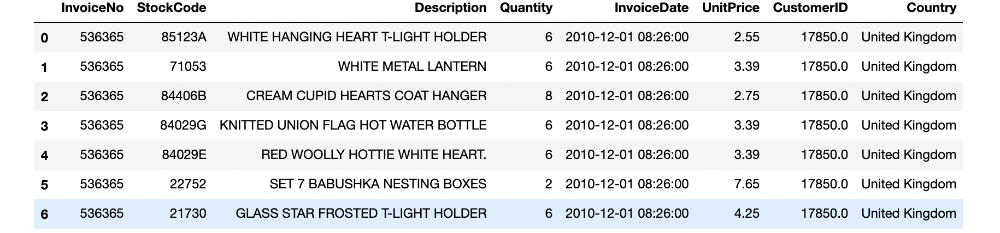 InvoiceNo StockCode Description Quantity InvoiceDate UnitPrice CustomerID Country
0 536365 85123A WHITE HANGING HEART T-LIGHT HOLDER 6 2010-12-01 08:26:00 2.55 17850.0 United Kingdom
1 536365 71053 WHITE METAL LANTERN 6 2010-12-01 08:26:00 3.39 17850.0 United Kingdom
2 536365 84406B CREAM CUPID HEARTS COAT HANGER 8 2010-12-01 08:26:00 2.75 17850.0 United Kingdom
3 536365 84029G KNITTED UNION FLAG HOT WATER BOTTLE 6 2010-12-01 08:26:00 3.39 17850.0 United Kingdom
4 536365 84029E RED WOOLLY HOTTIE WHITE HEART. 6 2010-12-01 08:26:00 3.39 17850.0 United Kingdom
5 536365 22752 SET 7 BABUSHKA NESTING BOXES 2 2010-12-01 08:26:00 7.65 17850.0 United Kingdom
6 536365 21730 GLASS STAR FROSTED T-LIGHT HOLDER 6 2010-12-01 08:26:00 4.25 17850.0 United Kingdom